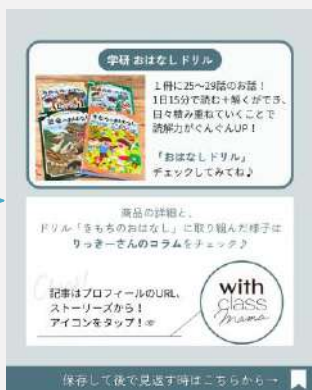 学研 おはなしドリル
1冊に25〜29話のお話！
1日15分で読む＋解くができ、
日々積み重ねていくことで
読解力がぐんぐんUP！
「おはなしドリル」
チェックしてみてね♪
商品の詳細と、
ドリル「きもちのおはなし」に取り組んだ様子は
りっきーさんのコラムをチェック♪
記事はプロフィールのURL、
ストーリーズから！
アイコンをタップ！
with
class
mama
保存して後で見返す時はこちらから→